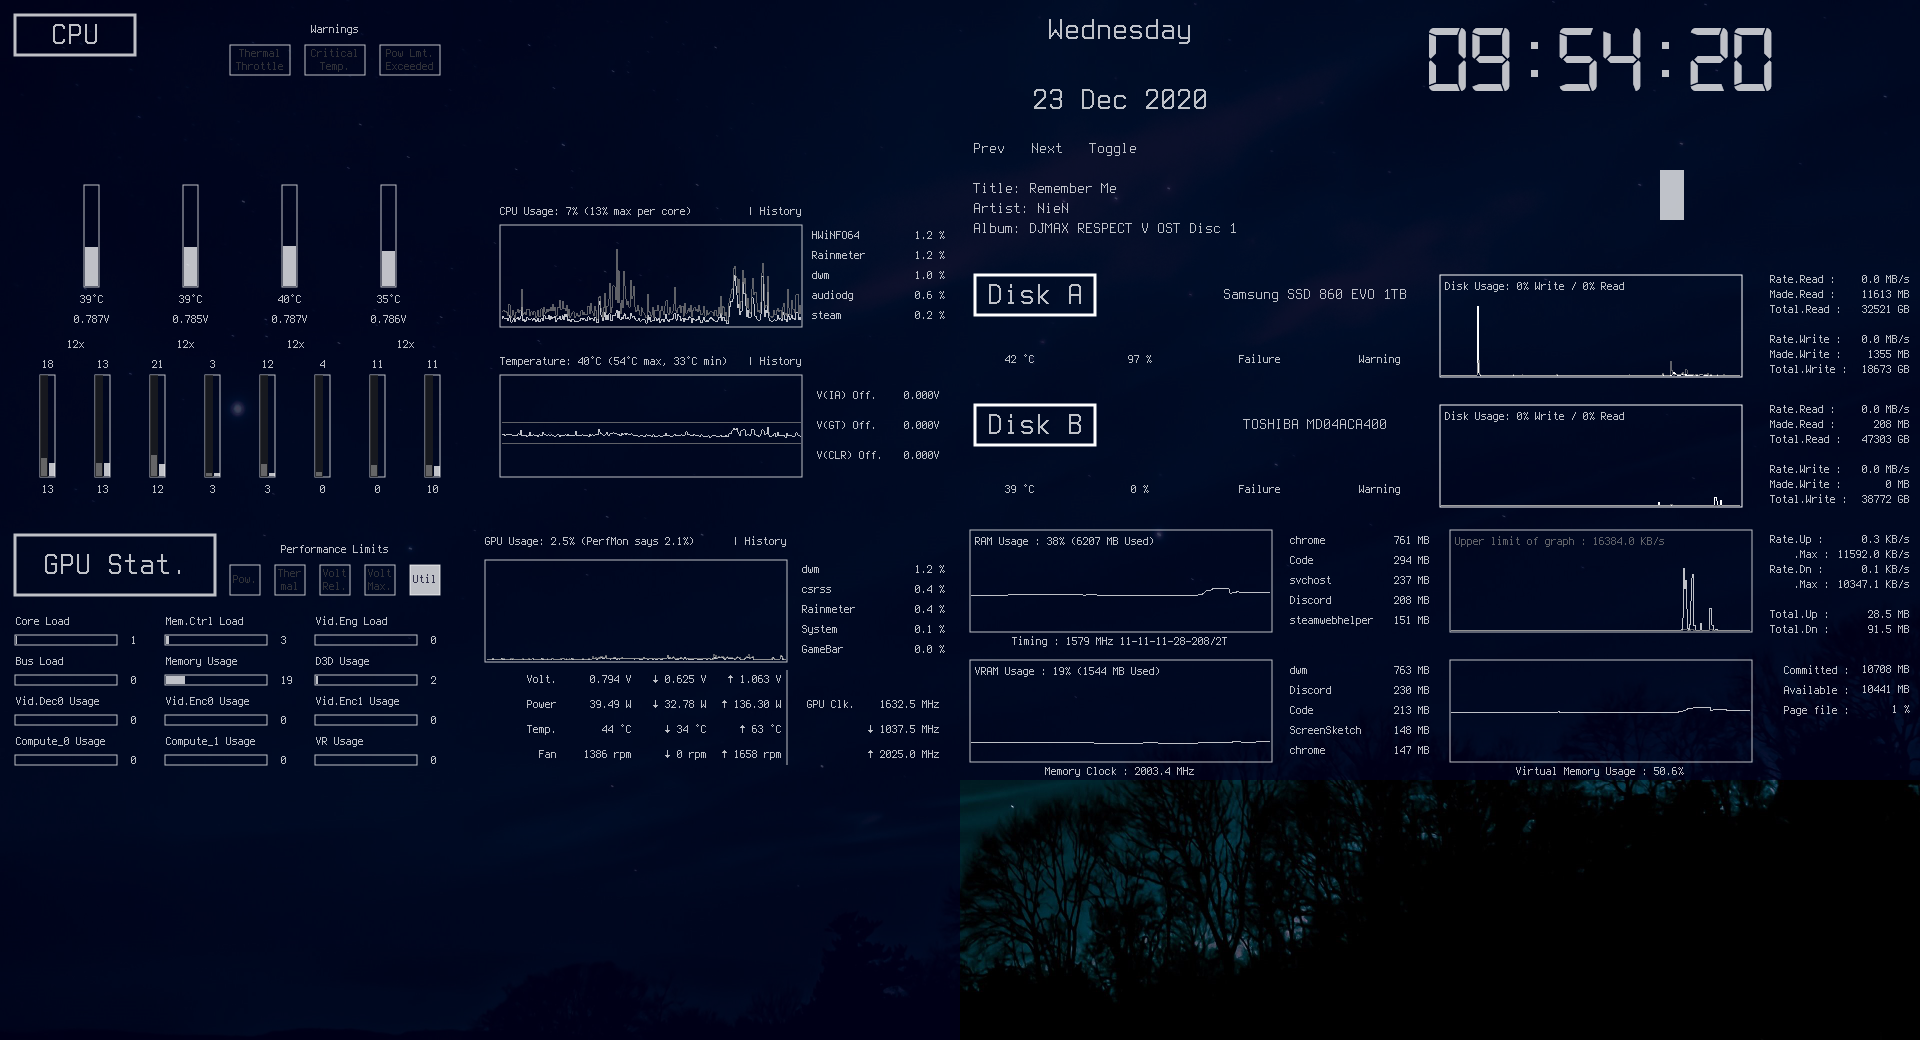 CPU
Warnings
Thermal Throttle
Critical Temp.
Pow Lmt. Exceeded
39°C 39°C 40°C 35°C
0.787V 0.785V 0.787V 0.786V
12x 12x 12x 12x
18 13 21 3 12 4 11 11
13 13 12 3 3 0 0 10
CPU Usage: 7% (13% max per core) | History
HWiNFO64 1.2 %
Rainmeter 1.2 %
dwm 1.0 %
audiodg 0.6 %
steam 0.2 %
Temperature: 40°C (54°C max, 33°C min) | History
V(IA) Off. 0.000V
V(GT) Off. 0.000V
V(CLR) Off. 0.000V
GPU Stat.
Performance Limits
Pow.
Ther mal
Volt Rel.
Volt Max.
Util
Core Load 1
Mem.Ctrl Load 3
Vid.Eng Load 0
Bus Load 0
Memory Usage 19
D3D Usage 2
Vid.Dec0 Usage 0
Vid.Enc0 Usage 0
Vid.Enc1 Usage 0
Compute_0 Usage 0
Compute_1 Usage 0
VR Usage 0
GPU Usage: 2.5% (PerfMon says 2.1%) | History
dwm 1.2 %
csrss 0.4 %
Rainmeter 0.4 %
System 0.1 %
GameBar 0.0 %
Volt. 0.794 V ↓ 0.625 V ↑ 1.063 V
Power 39.49 W ↓ 32.78 W ↑ 136.30 W
Temp. 44 °C ↓ 34 °C ↑ 63 °C
Fan 1386 rpm ↓ 0 rpm ↑ 1658 rpm
GPU Clk. 1632.5 MHz
↓ 1037.5 MHz
↑ 2025.0 MHz
Wednesday
23 Dec 2020
09:54:20
Prev Next Toggle
Title: Remember Me
Artist: NieN
Album: DJMAX RESPECT V OST Disc 1
Disk A
Samsung SSD 860 EVO 1TB
42 °C 97 % Failure Warning
Disk Usage: 0% Write / 0% Read
Rate.Read : 0.0 MB/s
Made.Read : 11613 MB
Total.Read : 32521 GB
Rate.Write : 0.0 MB/s
Made.Write : 1355 MB
Total.Write : 18673 GB
Disk B
TOSHIBA MD04ACA400
39 °C 0 % Failure Warning
Disk Usage: 0% Write / 0% Read
Rate.Read : 0.0 MB/s
Made.Read : 208 MB
Total.Read : 47303 GB
Rate.Write : 0.0 MB/s
Made.Write : 0 MB
Total.Write : 38772 GB
RAM Usage : 38% (6207 MB Used)
chrome 761 MB
Code 294 MB
svchost 237 MB
Discord 208 MB
steamwebhelper 151 MB
Timing : 1579 MHz 11-11-11-28-208/2T
Upper limit of graph : 16384.0 KB/s
Rate.Up : 0.3 KB/s
.Max : 11592.0 KB/s
Rate.Dn : 0.1 KB/s
.Max : 10347.1 KB/s
Total.Up : 28.5 MB
Total.Dn : 91.5 MB
VRAM Usage : 19% (1544 MB Used)
dwm 763 MB
Discord 230 MB
Code 213 MB
ScreenSketch 148 MB
chrome 147 MB
Memory Clock : 2003.4 MHz
Committed : 10708 MB
Available : 10441 MB
Page file : 1 %
Virtual Memory Usage : 50.6%